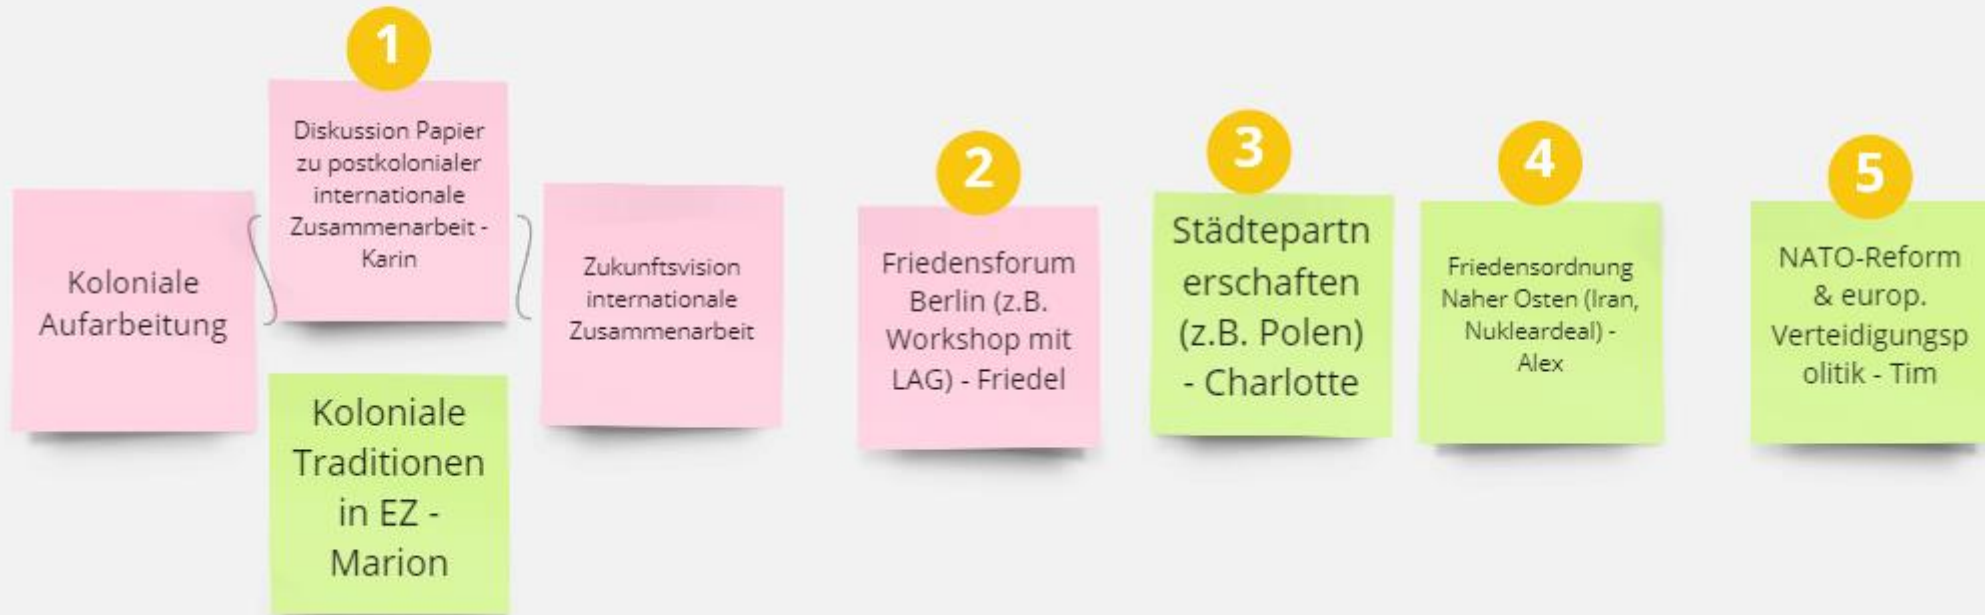 1
Diskussion Papier
zu postkolonialer
internationale
Zusammenarbeit -
Karin
Koloniale
Aufarbeitung
Zukunftsvision
internationale
Zusammenarbeit
Koloniale
Traditionen
in EZ -
Marion
2
Friedensforum
Berlin (z.B.
Workshop mit
LAG) - Friedel
3
Städtepartn
erschaften
(z.B. Polen)
- Charlotte
4
Friedensordnung
Naher Osten (Iran,
Nukleardeal) -
Alex
5
NATO-Reform
& europ.
Verteidigungsp
olitik - Tim